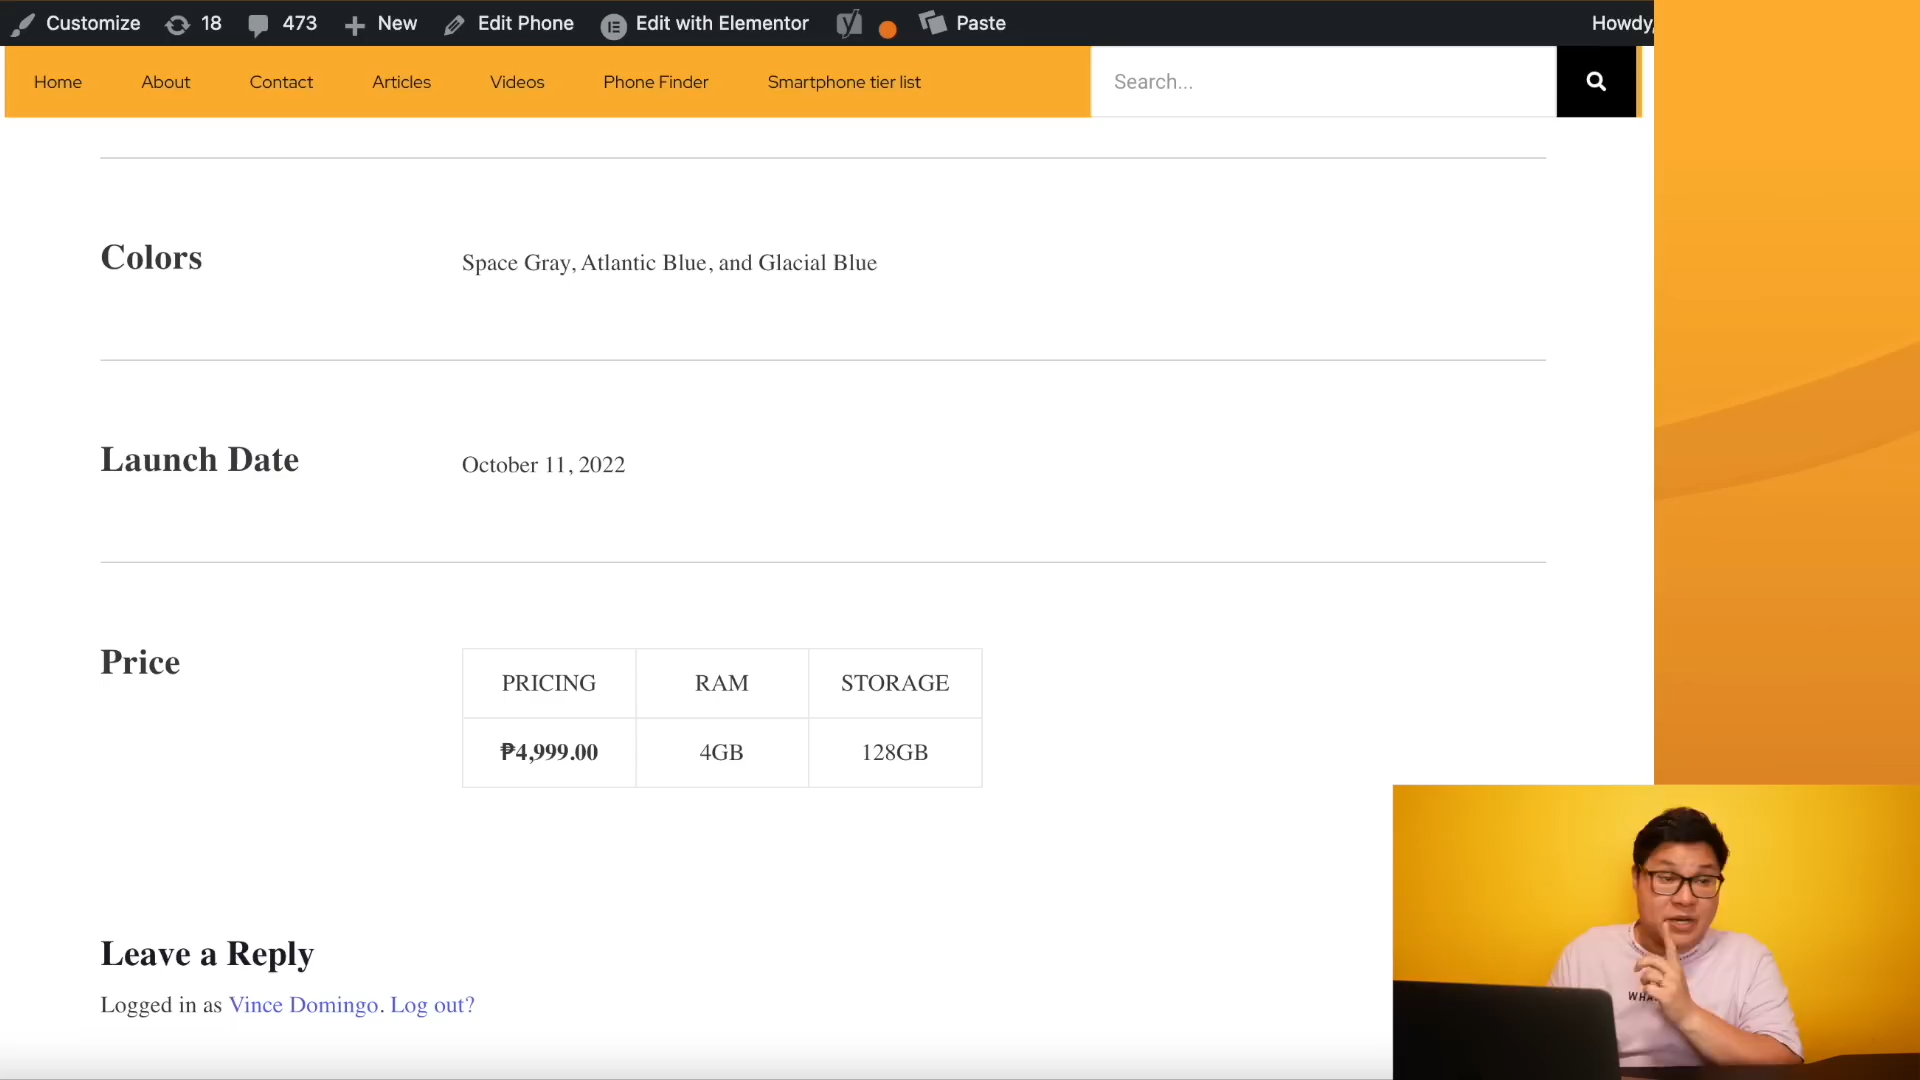 Customize 18 473 New Edit Phone Edit with Elementor Paste Howdy,
Home About Contact Articles Videos Phone Finder Smartphone tier list Search...
Colors Space Gray, Atlantic Blue, and Glacial Blue
Launch Date October 11, 2022
Price
PRICING RAM STORAGE
₱4,999.00 4GB 128GB
Leave a Reply
Logged in as Vince Domingo. Log out?